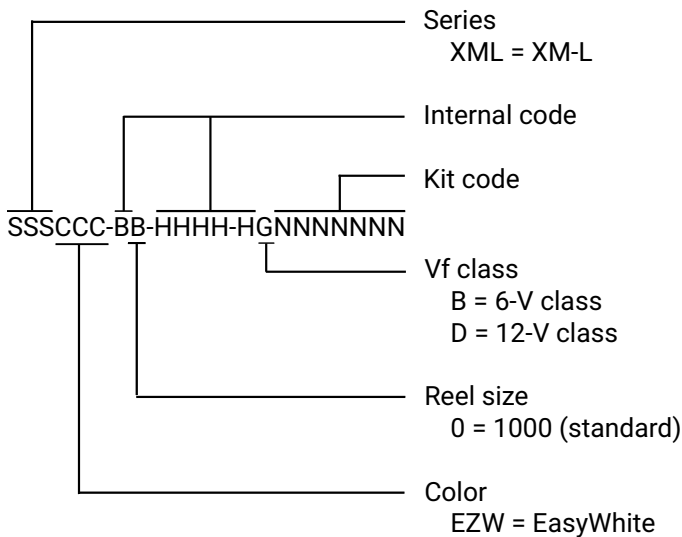 Series
XML = XM-L
Internal code
Kit code
SSSCCC-BB-HHHH-HGNNNNNNN
Vf class
B = 6-V class
D = 12-V class
Reel size
0 = 1000 (standard)
Color
EZW = EasyWhite